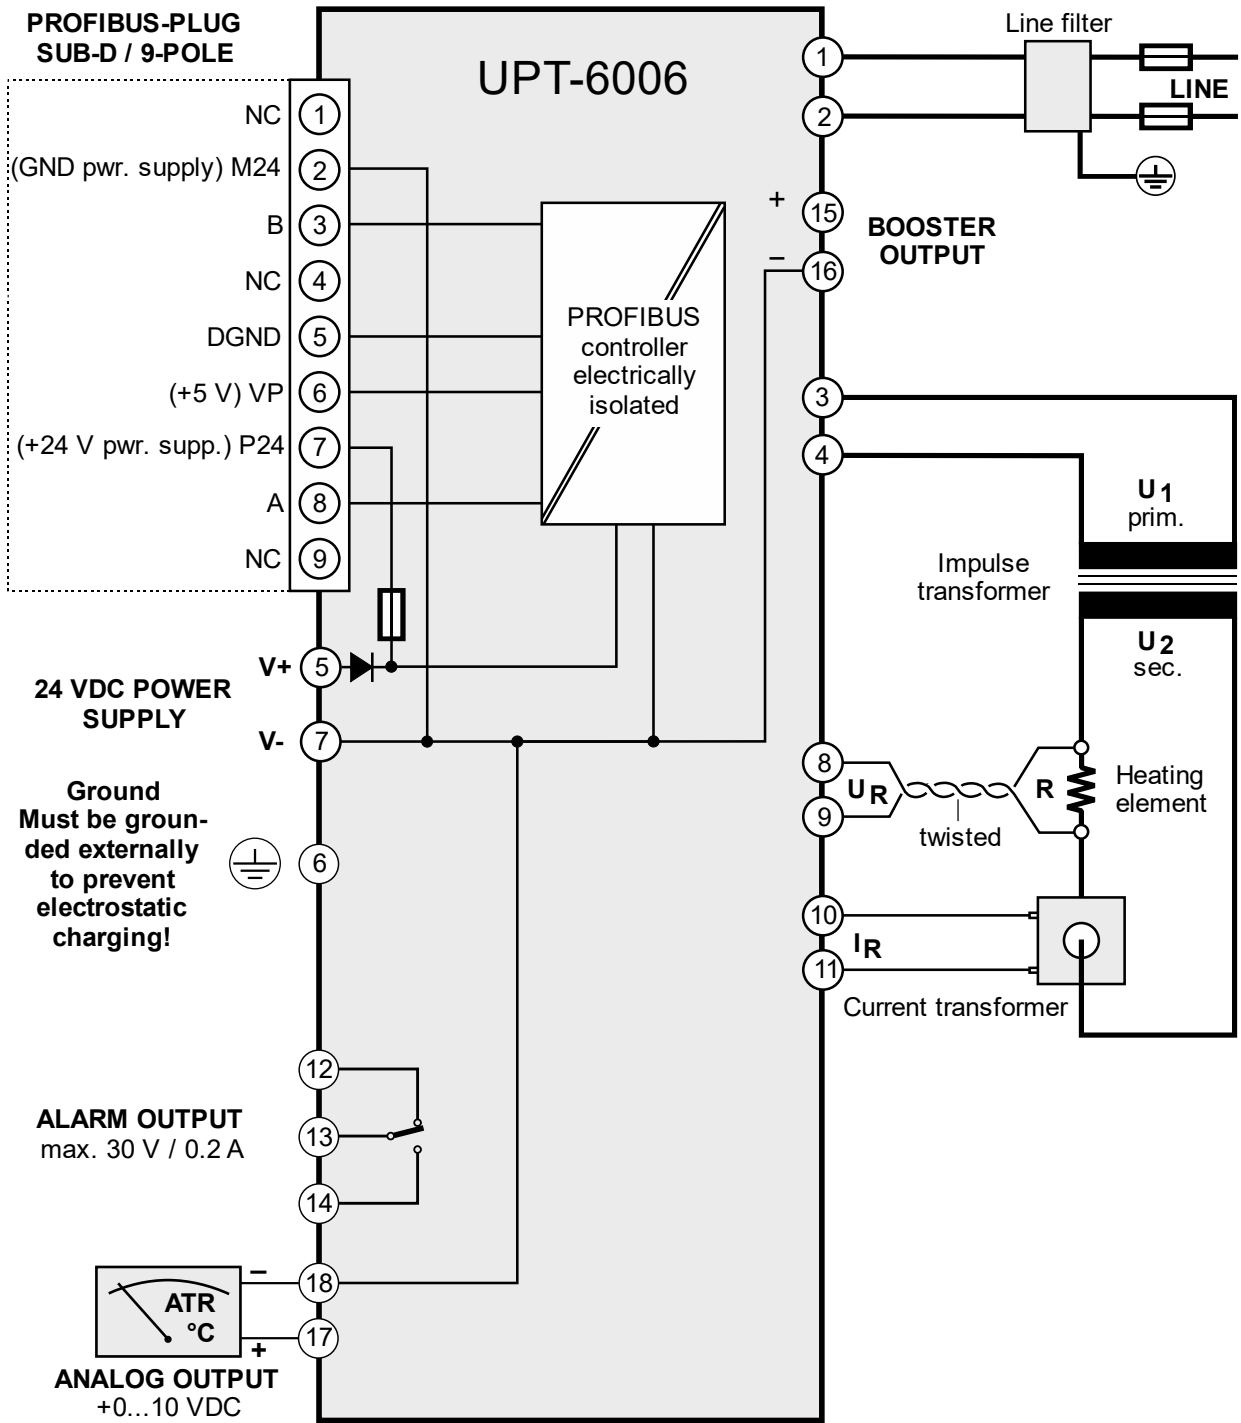 PROFIBUS-PLUG
SUB-D / 9-POLE
UPT-6006
Line filter
LINE
1
2
NC 1
(GND pwr. supply) M24 2
B 3
NC 4
DGND 5
(+5 V) VP 6
(+24 V pwr. supp.) P24 7
A 8
NC 9
PROFIBUS
controller
electrically
isolated
+ 15
– 16
BOOSTER
OUTPUT
3
4
U1
prim.
Impulse
transformer
U2
sec.
24 VDC POWER
SUPPLY
V+ 5
V- 7
Ground
Must be groun-
ded externally
to prevent
electrostatic
charging!
6
8
9
UR
twisted
R
Heating
element
10
11
IR
Current transformer
ALARM OUTPUT
max. 30 V / 0.2 A
12
13
14
ATR
°C
– 18
+ 17
ANALOG OUTPUT
+0...10 VDC